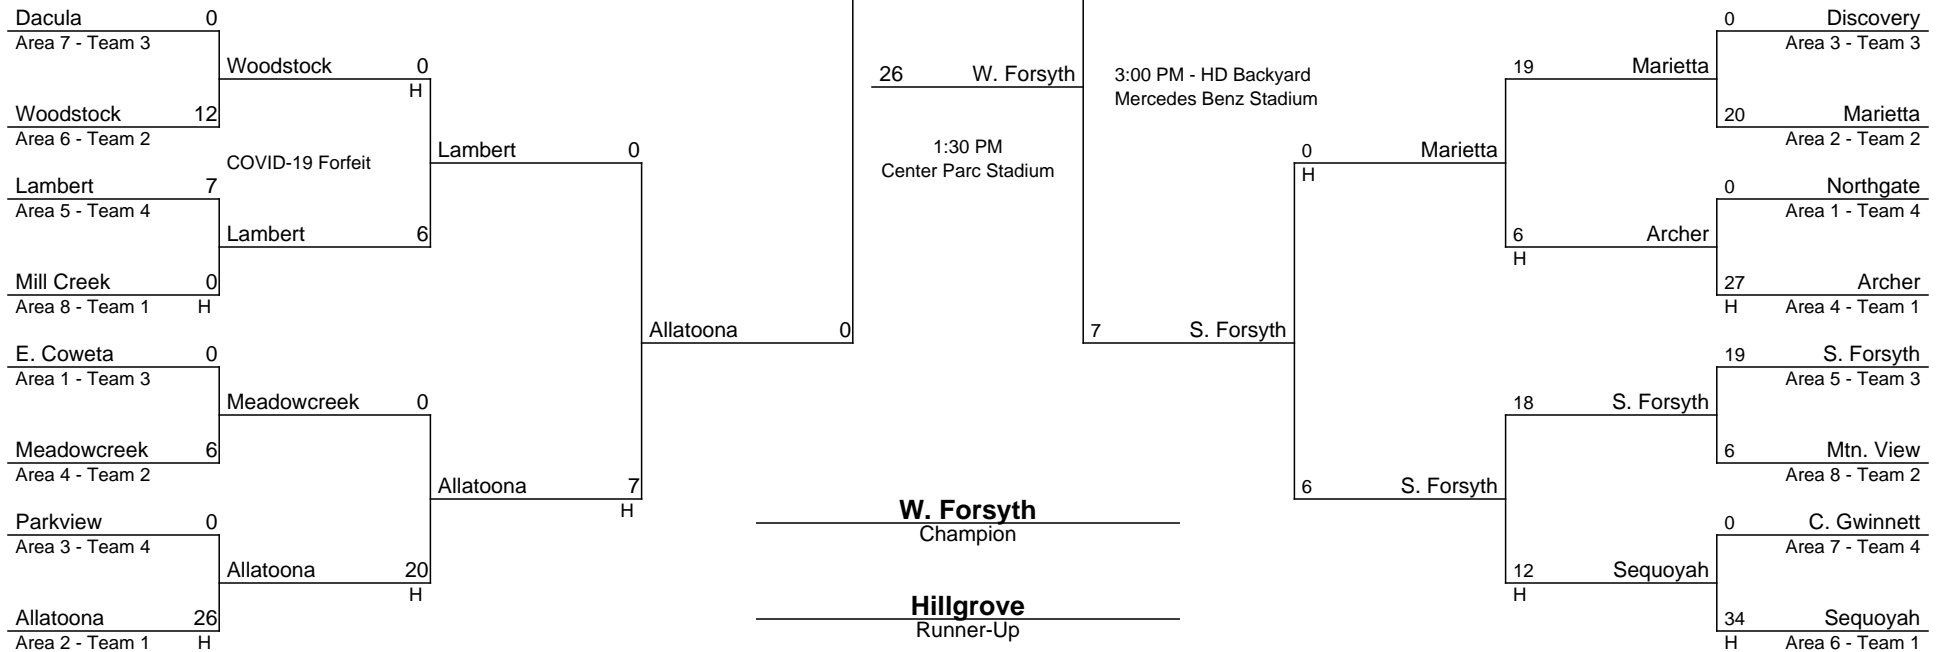 Dacula 0
Area 7 - Team 3
Woodstock 0
H
Woodstock 12
Area 6 - Team 2
COVID-19 Forfeit
Lambert 0
Lambert 7
Area 5 - Team 4
Lambert 6
Mill Creek 0
Area 8 - Team 1 H
Allatoona 0
E. Coweta 0
Area 1 - Team 3
Meadowcreek 0
Meadowcreek 6
Area 4 - Team 2
Allatoona 7
H
Parkview 0
Area 3 - Team 4
Allatoona 20
H
Allatoona 26
Area 2 - Team 1 H
26 W. Forsyth
3:00 PM - HD Backyard
Mercedes Benz Stadium
1:30 PM
Center Parc Stadium
W. Forsyth
Champion
Hillgrove
Runner-Up
0 Discovery
Area 3 - Team 3
19 Marietta
20 Marietta
Area 2 - Team 2
0 Marietta
H
0 Northgate
Area 1 - Team 4
6 Archer
H
27 Archer
H Area 4 - Team 1
7 S. Forsyth
19 S. Forsyth
Area 5 - Team 3
18 S. Forsyth
6 Mtn. View
Area 8 - Team 2
6 S. Forsyth
0 C. Gwinnett
Area 7 - Team 4
12 Sequoyah
H
34 Sequoyah
H Area 6 - Team 1